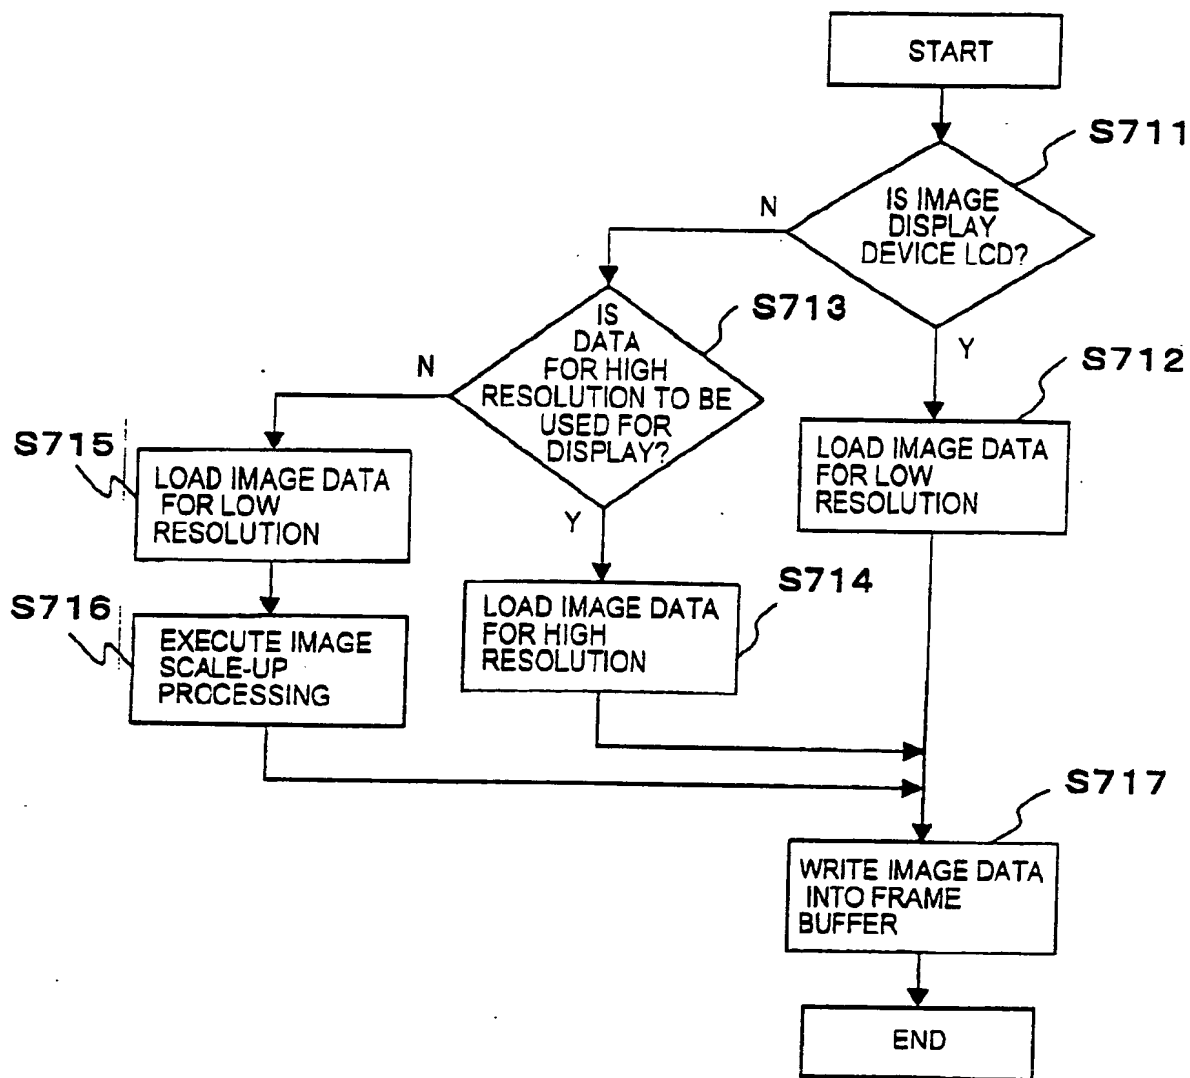 START
S711
IS IMAGE
DISPLAY
DEVICE LCD?
N
Y
S713
IS
DATA
FOR HIGH
RESOLUTION TO BE
USED FOR
DISPLAY?
N
Y
S712
LOAD IMAGE DATA
FOR LOW
RESOLUTION
S715
LOAD IMAGE DATA
FOR LOW
RESOLUTION
S714
LOAD IMAGE DATA
FOR HIGH
RESOLUTION
S716
EXECUTE IMAGE
SCALE-UP
PROCESSING
S717
WRITE IMAGE DATA
INTO FRAME
BUFFER
END